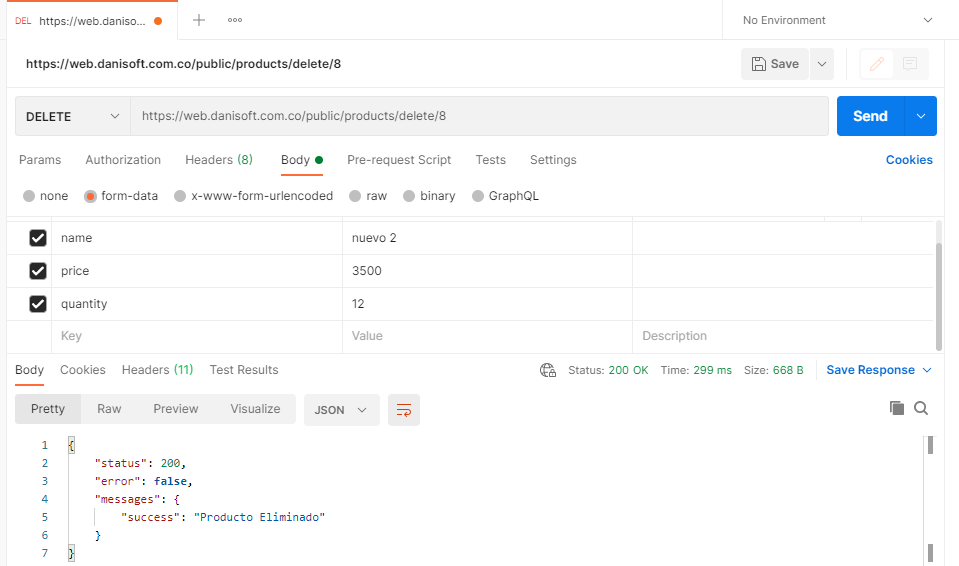 DEL https://web.daniso... No Environment
https://web.danisoft.com.co/public/products/delete/8 Save
DELETE https://web.danisoft.com.co/public/products/delete/8 Send
Params Authorization Headers (8) Body Pre-request Script Tests Settings Cookies
none form-data x-www-form-urlencoded raw binary GraphQL
name nuevo 2
price 3500
quantity 12
Key Value Description
Body Cookies Headers (11) Test Results Status: 200 OK Time: 299 ms Size: 668 B Save Response
Pretty Raw Preview Visualize JSON
1 {
2 "status": 200,
3 "error": false,
4 "messages": {
5 "success": "Producto Eliminado"
6 }
7 }